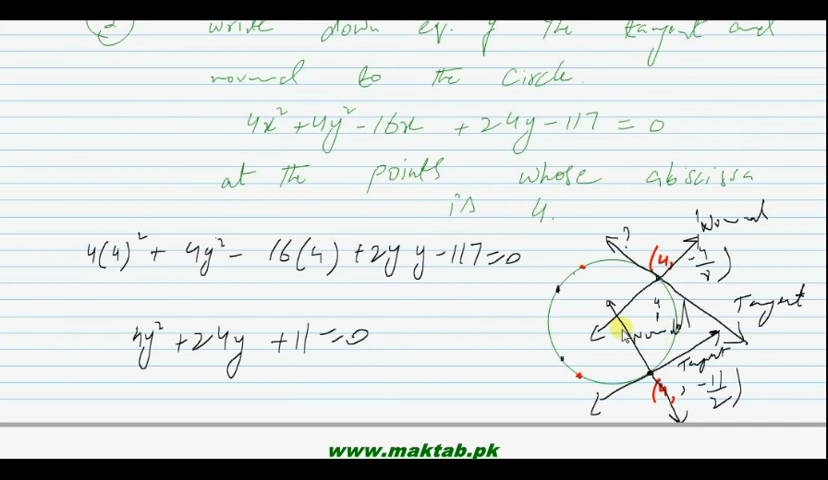 2
write down eq. of the tangent and
normal to the circle.
4x² + 4y² - 16x + 24y - 117 = 0
at the points whose abiscissa
is 4.
4(4)² + 4y² - 16(4) + 24y - 117 = 0
4y² + 24y + 11 = 0
Normal
?
(4,
Tangent
Normal
Tangent
(4, -11/2)
www.maktab.pk